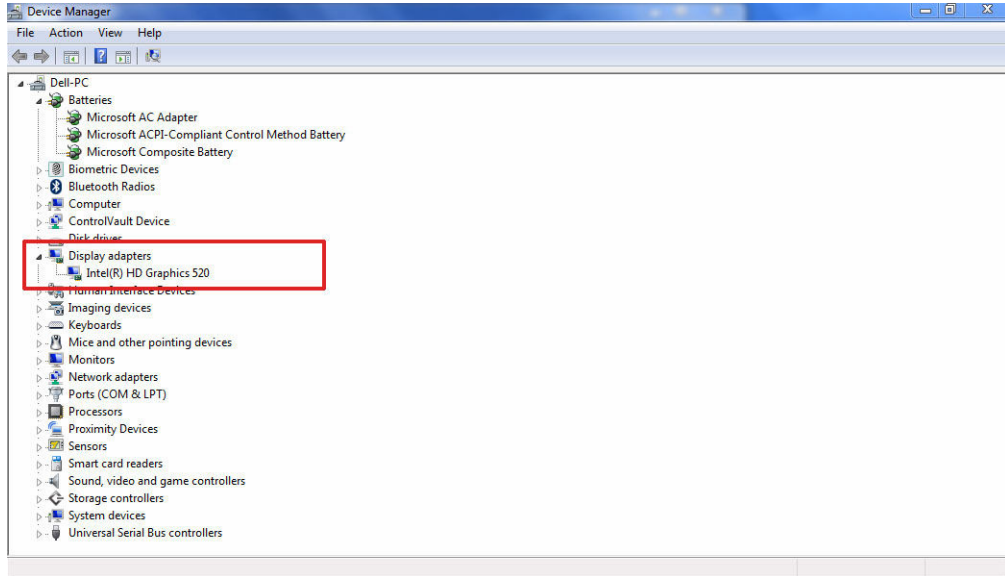 Device Manager
File Action View Help
Dell-PC
Batteries
Microsoft AC Adapter
Microsoft ACPI-Compliant Control Method Battery
Microsoft Composite Battery
Biometric Devices
Bluetooth Radios
Computer
ControlVault Device
Disk drives
Display adapters
Intel(R) HD Graphics 520
Human Interface Devices
Imaging devices
Keyboards
Mice and other pointing devices
Monitors
Network adapters
Ports (COM & LPT)
Processors
Proximity Devices
Sensors
Smart card readers
Sound, video and game controllers
Storage controllers
System devices
Universal Serial Bus controllers